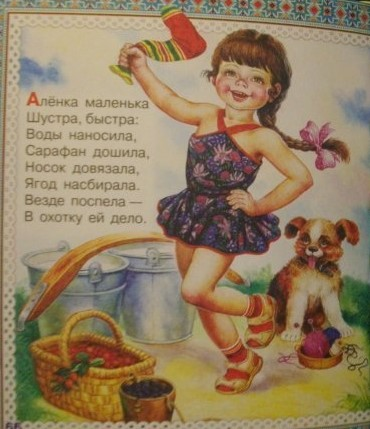 Алёнка маленька
Шустра, быстра:
Воды наносила,
Сарафан дошила,
Носок довязала,
Ягод насбирала.
Везде поспела —
В охотку ей дело.